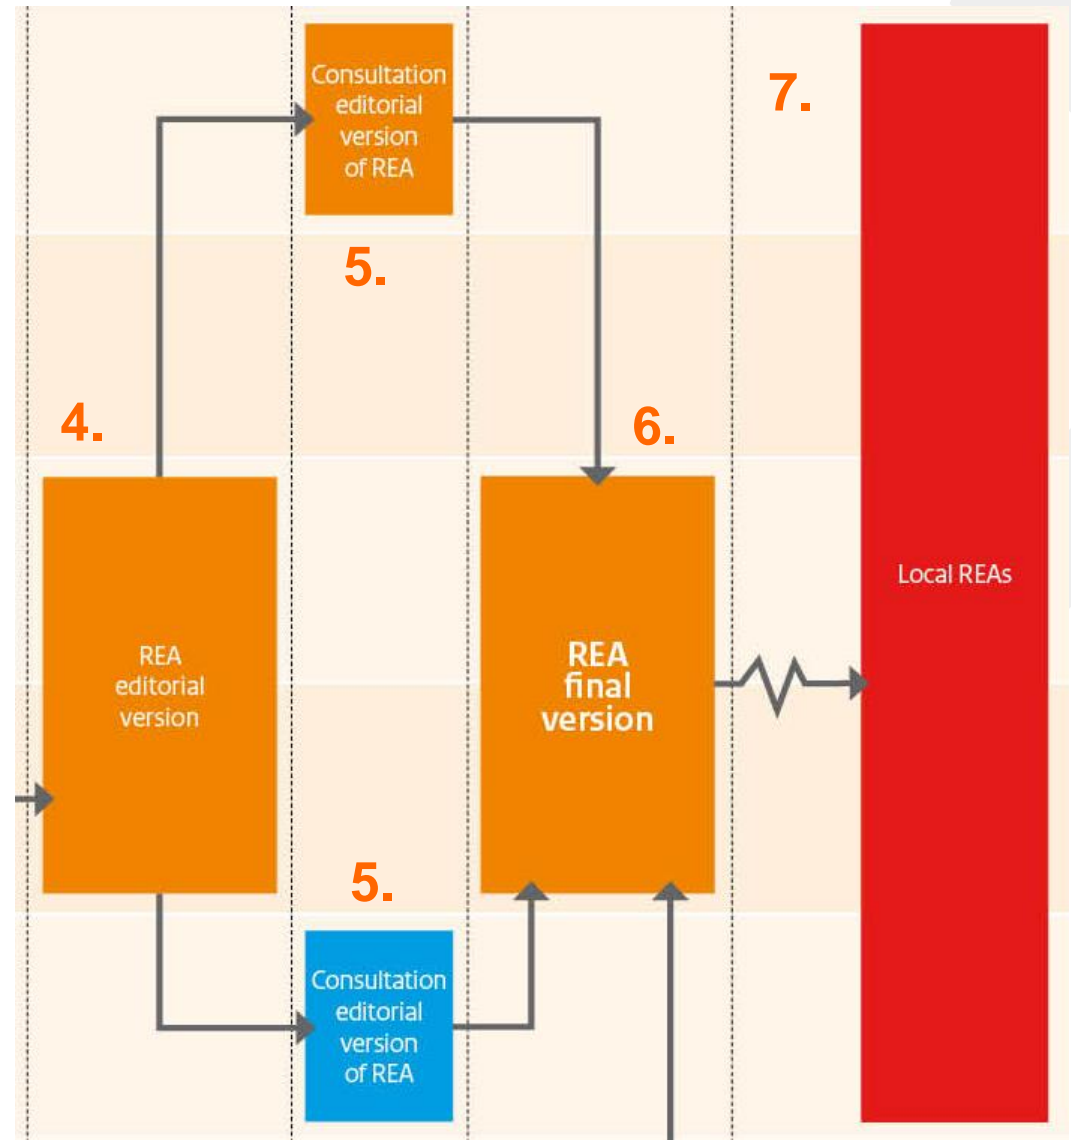 Consultation
editorial
version
of REA
7.
5.
4.
6.
REA
editorial
version
REA
final
version
Local REAs
5.
Consultation
editorial
version
of REA